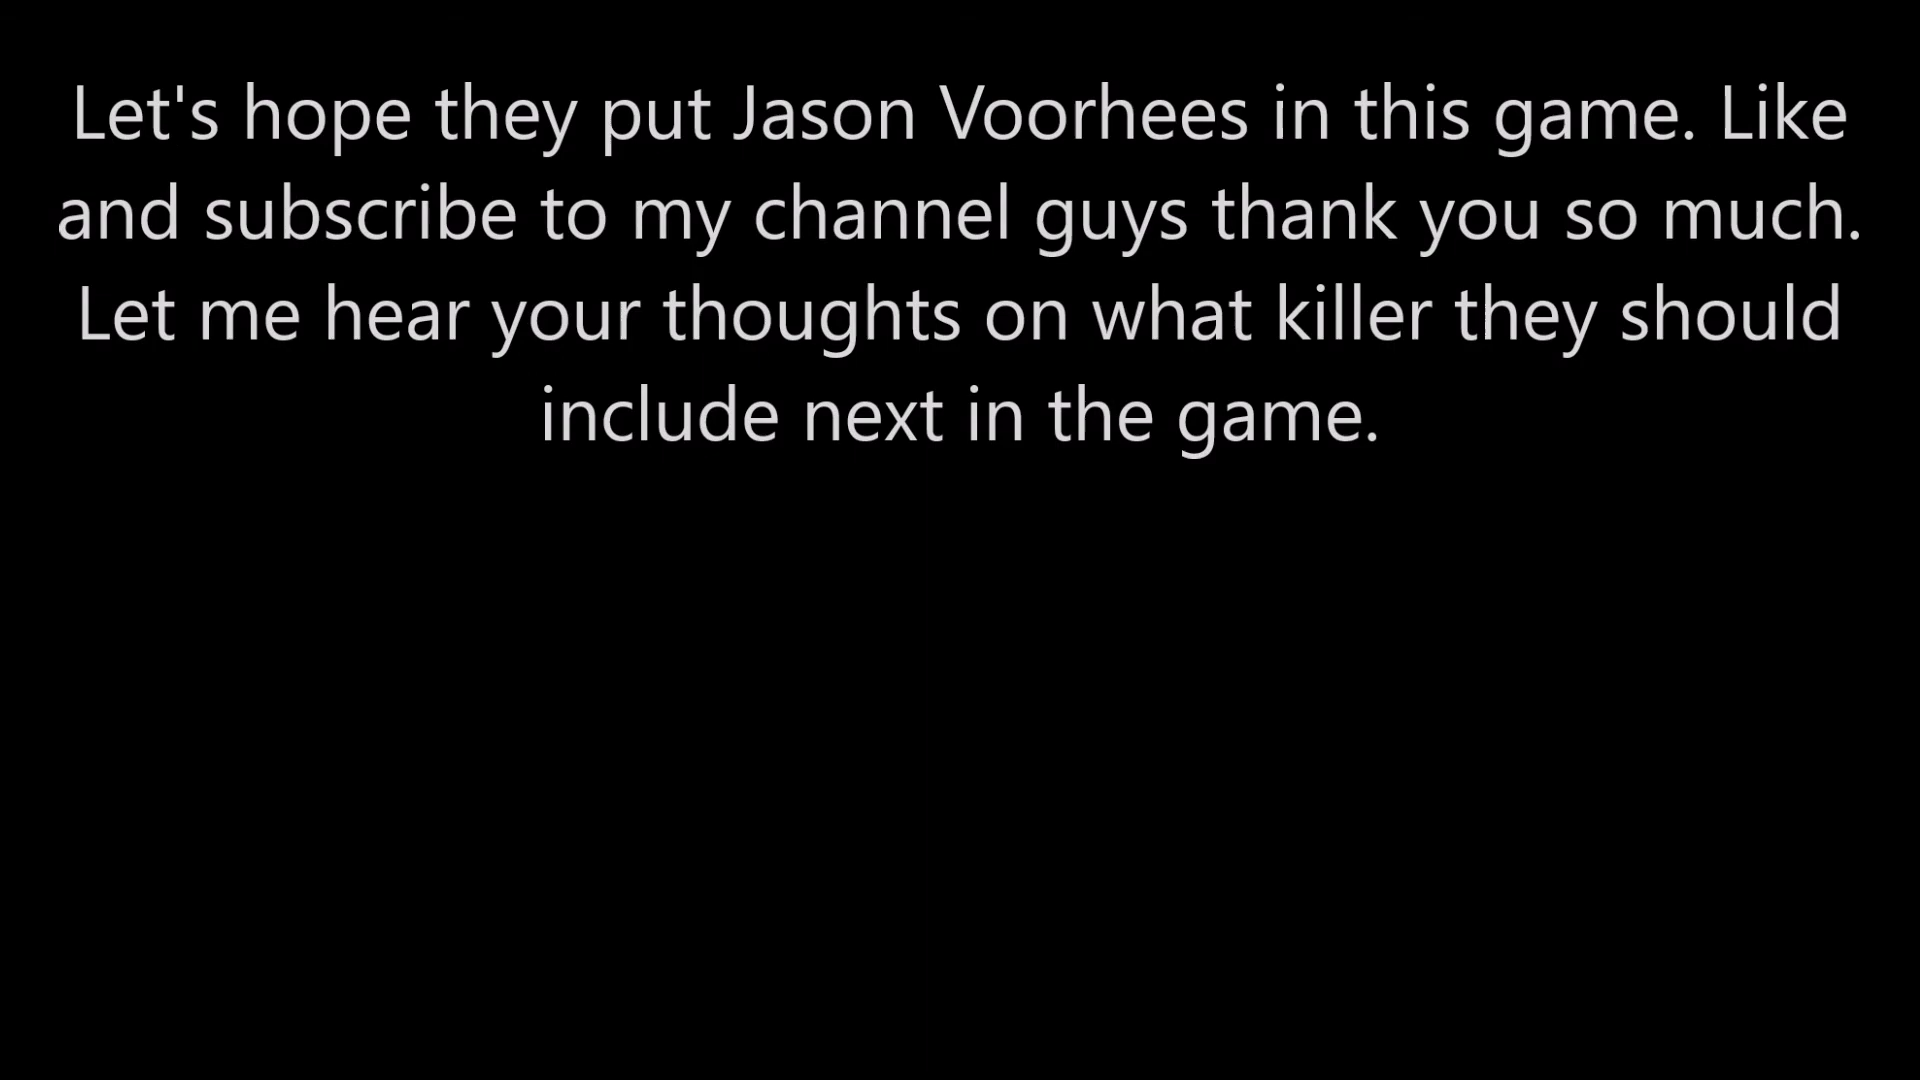 Let's hope they put Jason Voorhees in this game. Like
and subscribe to my channel guys thank you so much.
Let me hear your thoughts on what killer they should
include next in the game.